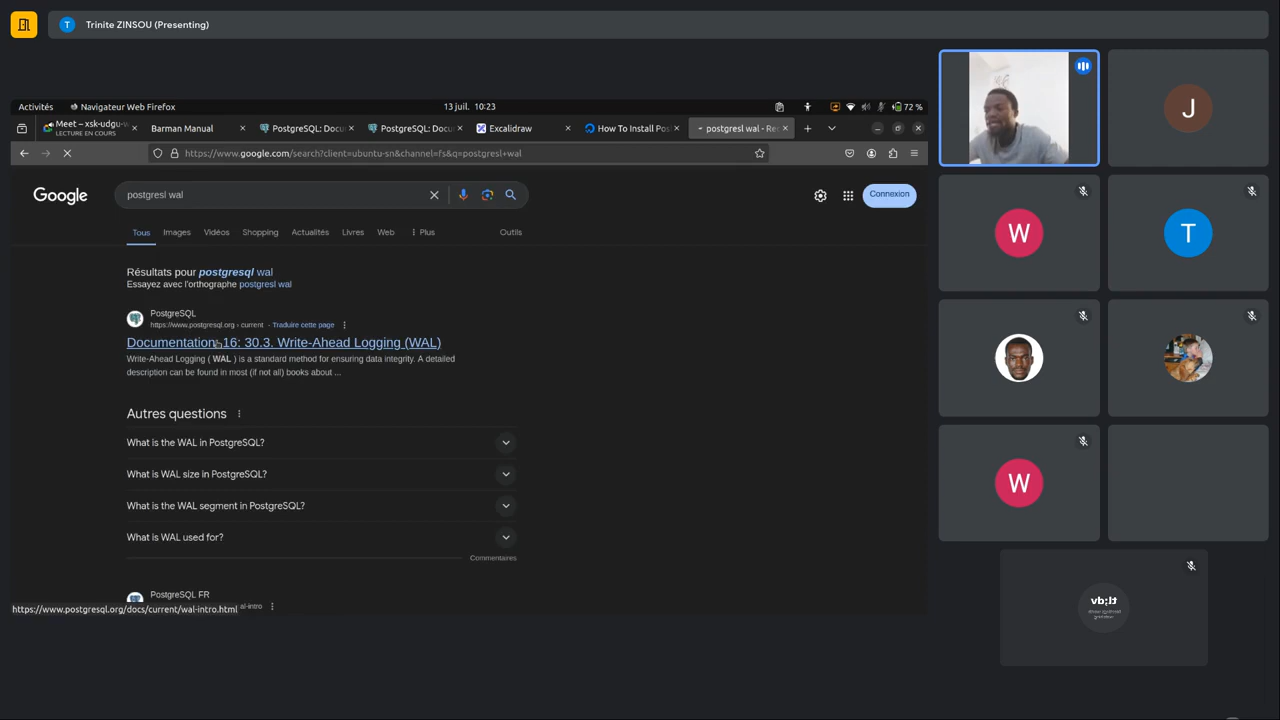 T Trinite ZINSOU (Presenting)
Activités Navigateur Web Firefox 13 juil. 10:23 72 %
Meet – xsk-udgu-w
LECTURE EN COURS
Barman Manual
PostgreSQL: Docu
PostgreSQL: Docu
Excalidraw
How To Install Pos
postgresl wal - Rec
https://www.google.com/search?client=ubuntu-sn&channel=fs&q=postgresl+wal
Google
postgresl wal
Connexion
Tous Images Vidéos Shopping Actualités Livres Web Plus Outils
Résultats pour postgresql wal
Essayez avec l'orthographe postgresl wal
PostgreSQL
https://www.postgresql.org › current · Traduire cette page
Documentation 16: 30.3. Write-Ahead Logging (WAL)
Write-Ahead Logging ( WAL ) is a standard method for ensuring data integrity. A detailed
description can be found in most (if not all) books about ...
Autres questions
What is the WAL in PostgreSQL?
What is WAL size in PostgreSQL?
What is the WAL segment in PostgreSQL?
What is WAL used for?
Commentaires
PostgreSQL FR
al-intro
https://www.postgresql.org/docs/current/wal-intro.html
J
W
T
W